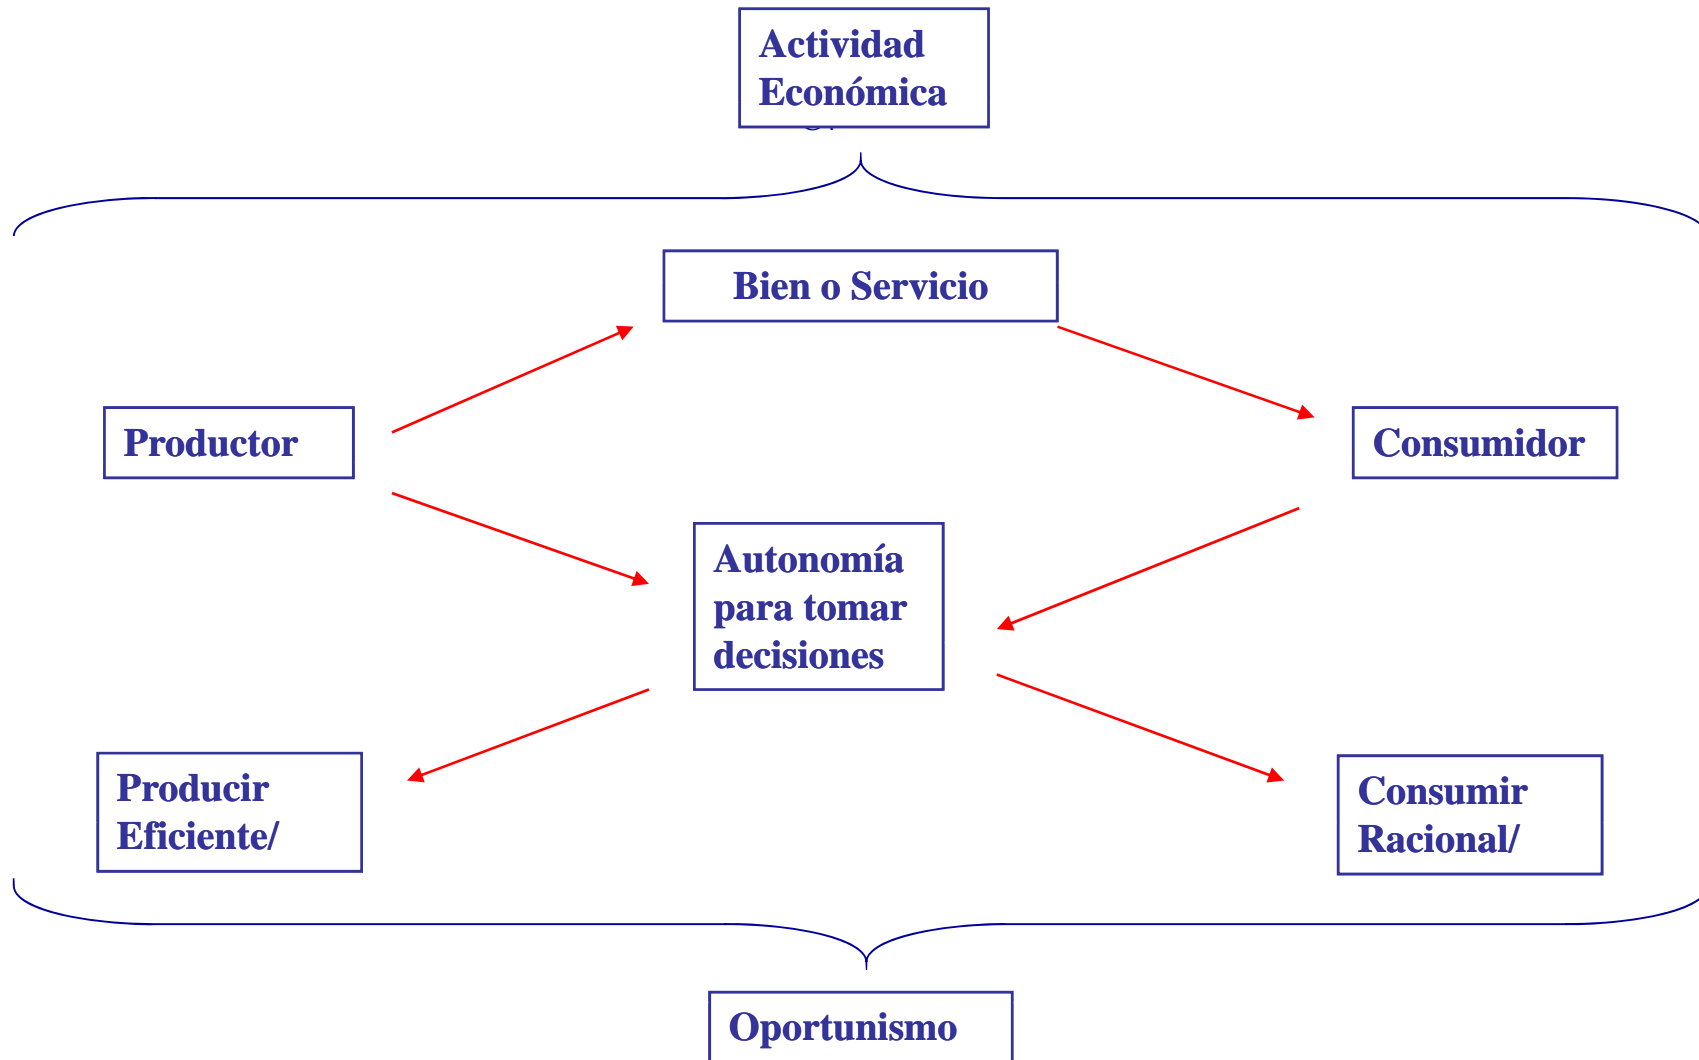 Actividad
Económica
Bien o Servicio
Productor
Consumidor
Autonomía
para tomar
decisiones
Producir
Eficiente/
Consumir
Racional/
Oportunismo